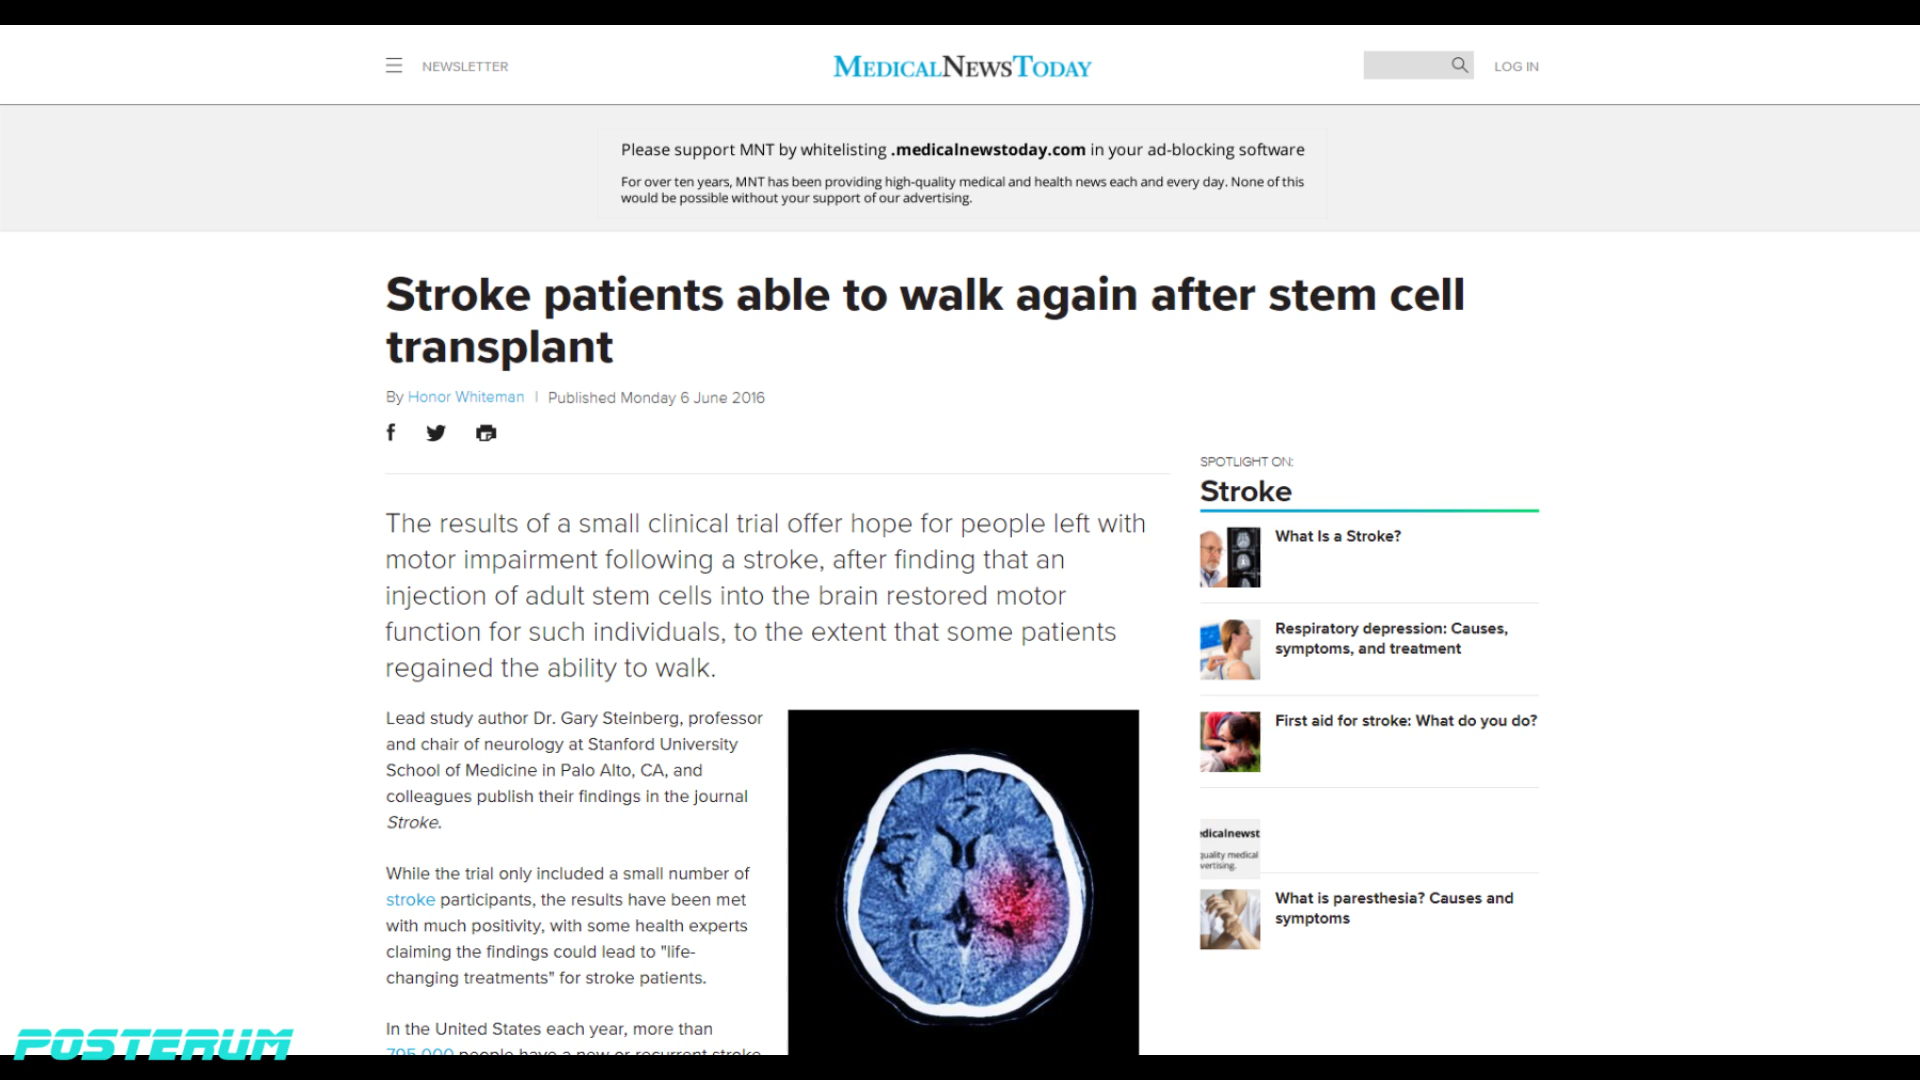 NEWSLETTER
MEDICALNEWSTODAY
LOG IN
Please support MNT by whitelisting .medicalnewstoday.com in your ad-blocking software
For over ten years, MNT has been providing high-quality medical and health news each and every day. None of this
would be possible without your support of our advertising.
Stroke patients able to walk again after stem cell
transplant
By Honor Whiteman | Published Monday 6 June 2016
The results of a small clinical trial offer hope for people left with
motor impairment following a stroke, after finding that an
injection of adult stem cells into the brain restored motor
function for such individuals, to the extent that some patients
regained the ability to walk.
Lead study author Dr. Gary Steinberg, professor
and chair of neurology at Stanford University
School of Medicine in Palo Alto, CA, and
colleagues publish their findings in the journal
Stroke.
While the trial only included a small number of
stroke participants, the results have been met
with much positivity, with some health experts
claiming the findings could lead to "life-
changing treatments" for stroke patients.
In the United States each year, more than
795,000 people have a new or recurrent stroke
SPOTLIGHT ON:
Stroke
What Is a Stroke?
Respiratory depression: Causes,
symptoms, and treatment
First aid for stroke: What do you do?
edicalnewst
quality medical
vertising.
What is paresthesia? Causes and
symptoms
POSTERUM